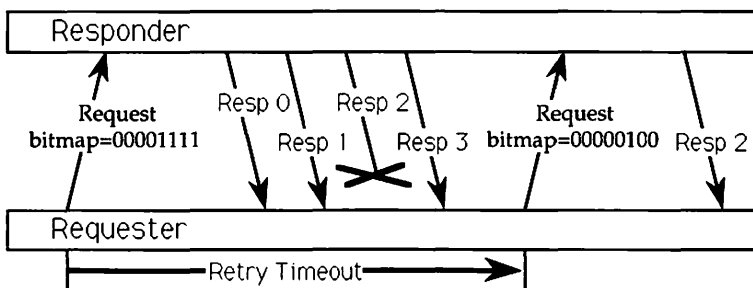 Responder
Request
bitmap=00001111
Resp 0
Resp 1
Resp 2
Resp 3
Request
bitmap=00000100
Resp 2
Requester
Retry Timeout